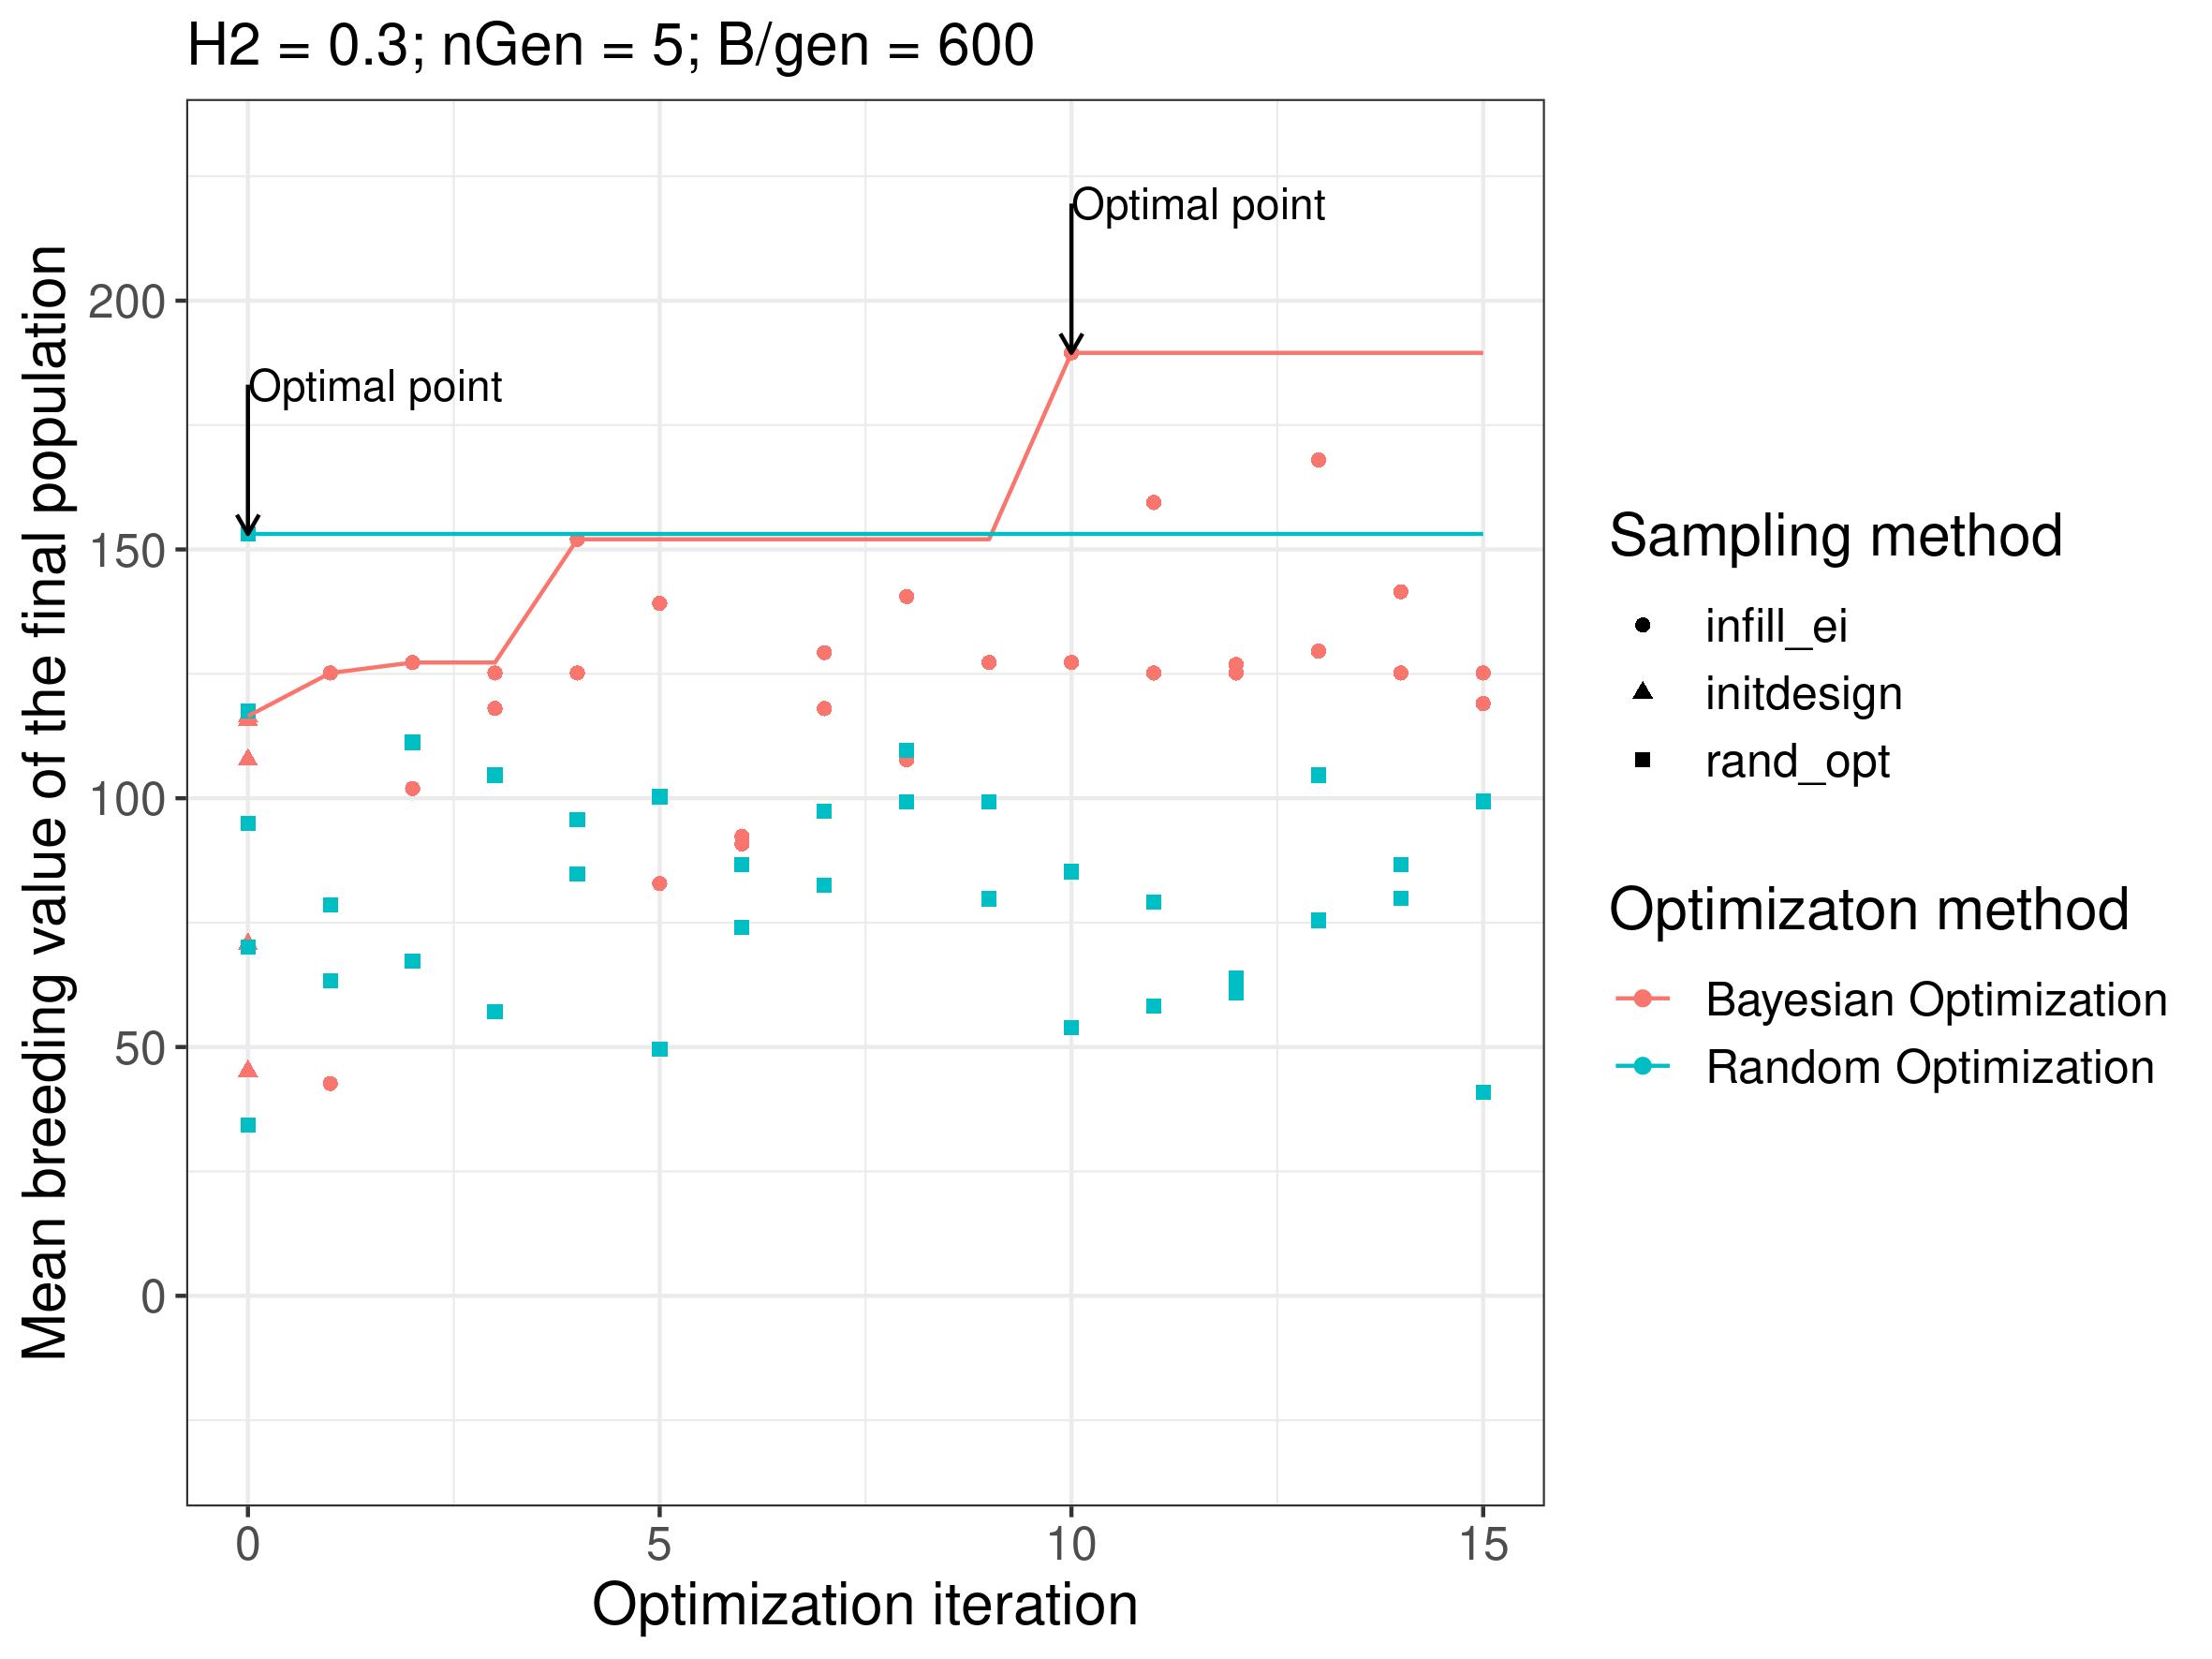 H2 = 0.3; nGen = 5; B/gen = 600
Mean breeding value of the final population
200
150
100
50
0
Optimal point
Optimal point
0
5
10
15
Optimization iteration
Sampling method
infill_ei
initdesign
rand_opt
Optimizaton method
Bayesian Optimization
Random Optimization